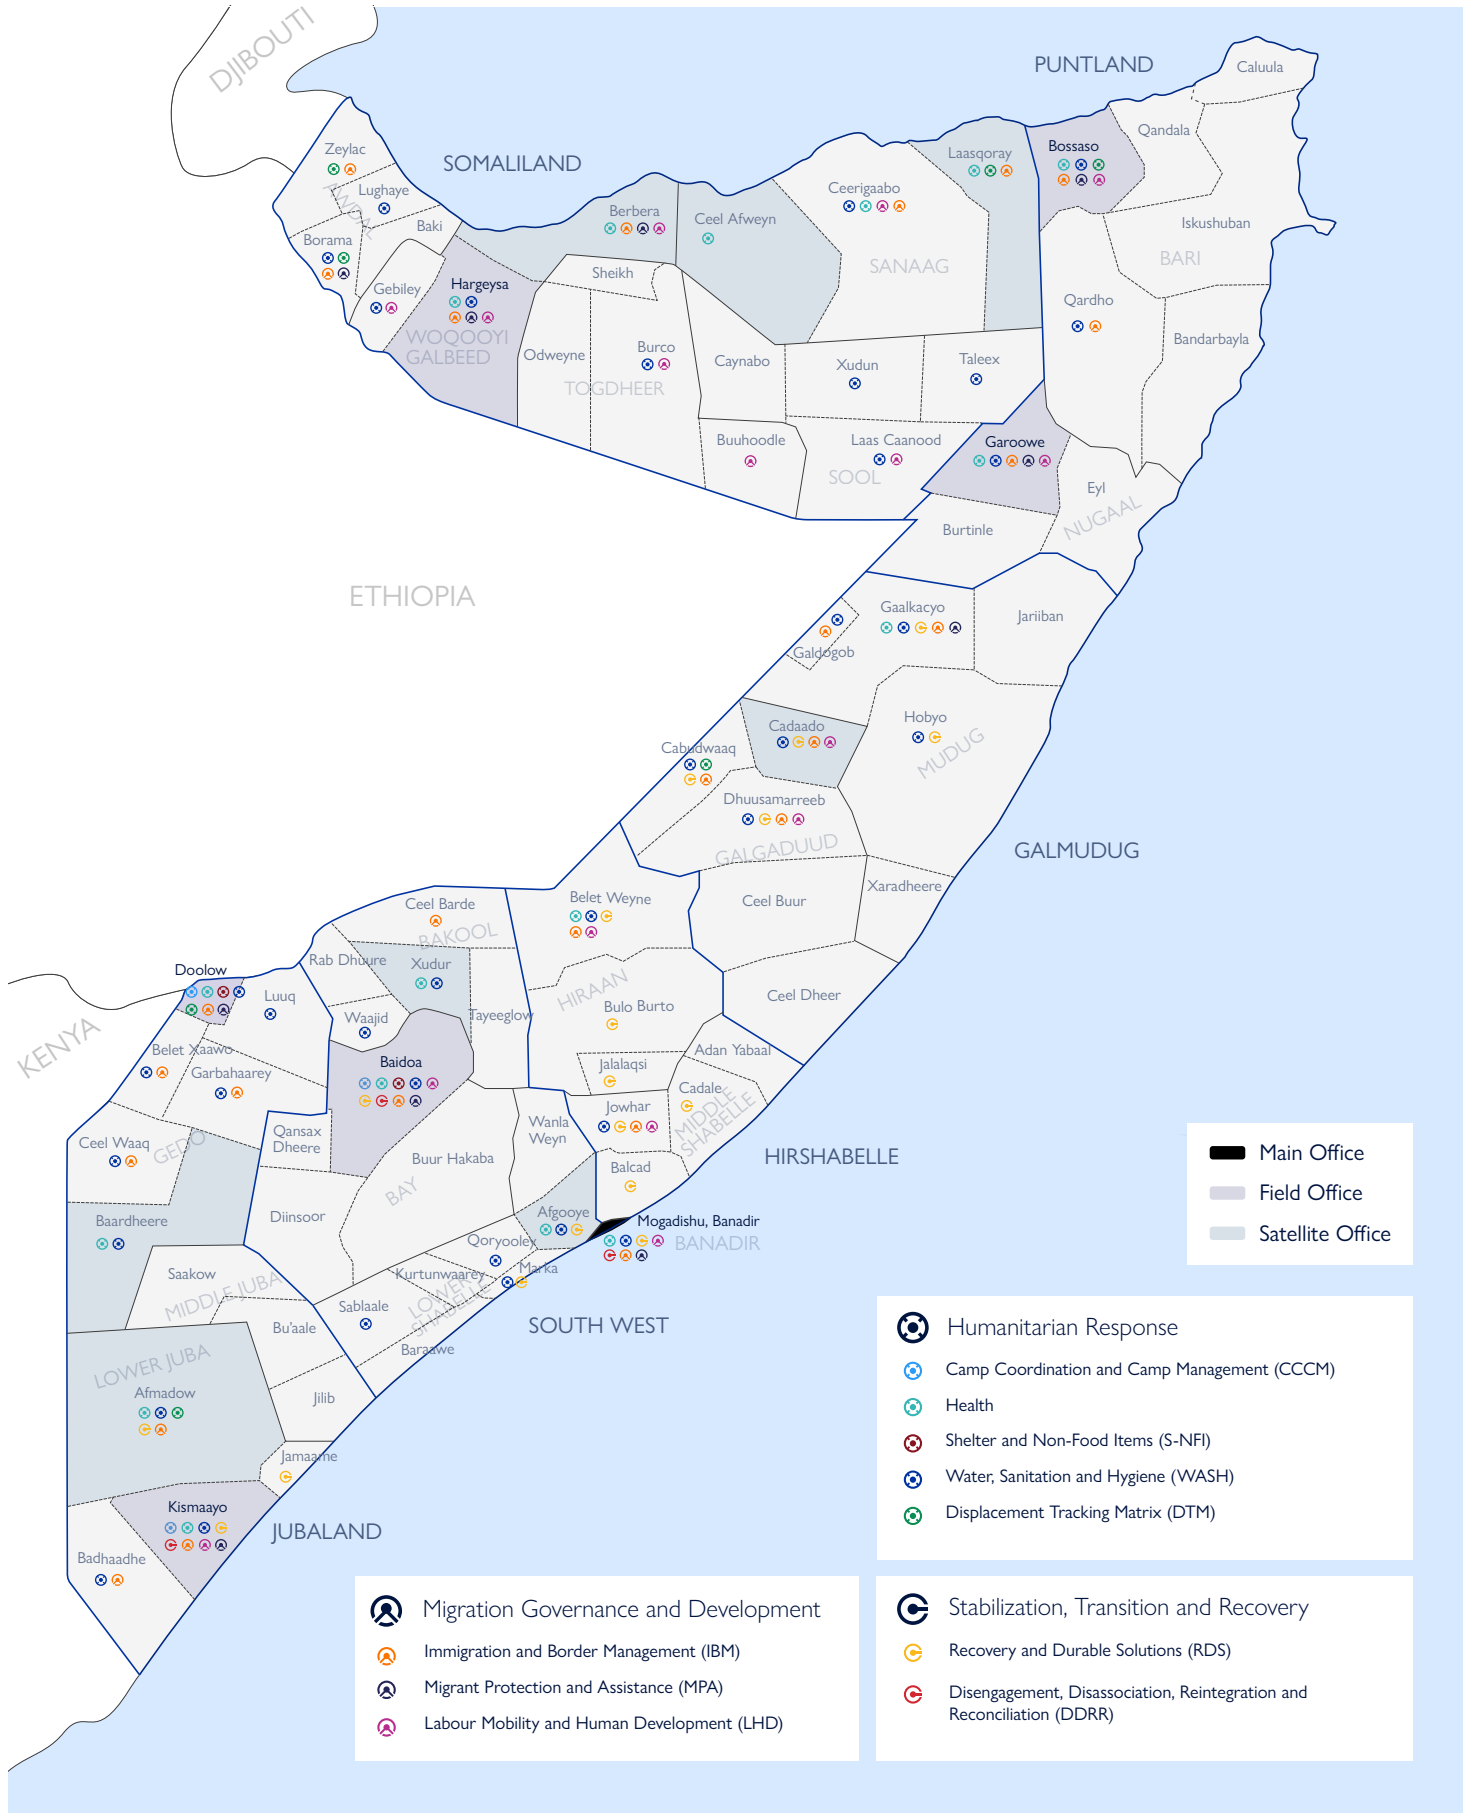 DJIBOUTI
PUNTLAND
Caluula
Qandala
Bossaso
Laasqoray
Zeylac
SOMALILAND
Lughaye
AWDAL
Ceerigaabo
Berbera
Ceel Afweyn
Baki
Iskushuban
Borama
BARI
SANAAG
Sheikh
Gebiley
Hargeysa
Qardho
WOQOOYI
GALBEED
Bandarbayla
Odweyne
Burco
Caynabo
Xudun
Taleex
TOGDHEER
Buuhoodle
Laas Caanood
Garoowe
SOOL
Eyl
NUGAAL
Burtinle
ETHIOPIA
Gaalkacyo
Jariiban
Galdogob
Hobyo
Cadaado
MUDUG
Cabudwaaq
Dhuusamarreeb
GALGADUUD
GALMUDUG
Xaradheere
Belet Weyne
Ceel Buur
Ceel Barde
BAKOOL
Rab Dhuure
Xudur
Doolow
HIRAAN
Ceel Dheer
Luuq
Bulo Burto
Waajid
Tayeeglow
KENYA
Belet Xaawo
Adan Yabaal
Baidoa
Jalalaqsi
Garbahaarey
Cadale
MIDDLE
SHABELLE
Jowhar
Wanla
Weyn
Qansax
Dheere
Ceel Waaq
GEDO
Buur Hakaba
HIRSHABELLE
Balcad
BAY
Diinsoor
Baardheere
Afgooye
Mogadishu, Banadir
BANADIR
Qoryooley
Marka
Kurtunwaarey
Saakow
MIDDLE JUBA
LOWER
SHABELLE
Sablaale
Bu'aale
SOUTH WEST
Baraawe
LOWER JUBA
Afmadow
Jilib
Jamaame
Kismaayo
JUBALAND
Badhaadhe
Main Office
Field Office
Satellite Office
Humanitarian Response
Camp Coordination and Camp Management (CCCM)
Health
Shelter and Non-Food Items (S-NFI)
Water, Sanitation and Hygiene (WASH)
Displacement Tracking Matrix (DTM)
Migration Governance and Development
Immigration and Border Management (IBM)
Migrant Protection and Assistance (MPA)
Labour Mobility and Human Development (LHD)
Stabilization, Transition and Recovery
Recovery and Durable Solutions (RDS)
Disengagement, Disassociation, Reintegration and
Reconciliation (DDRR)